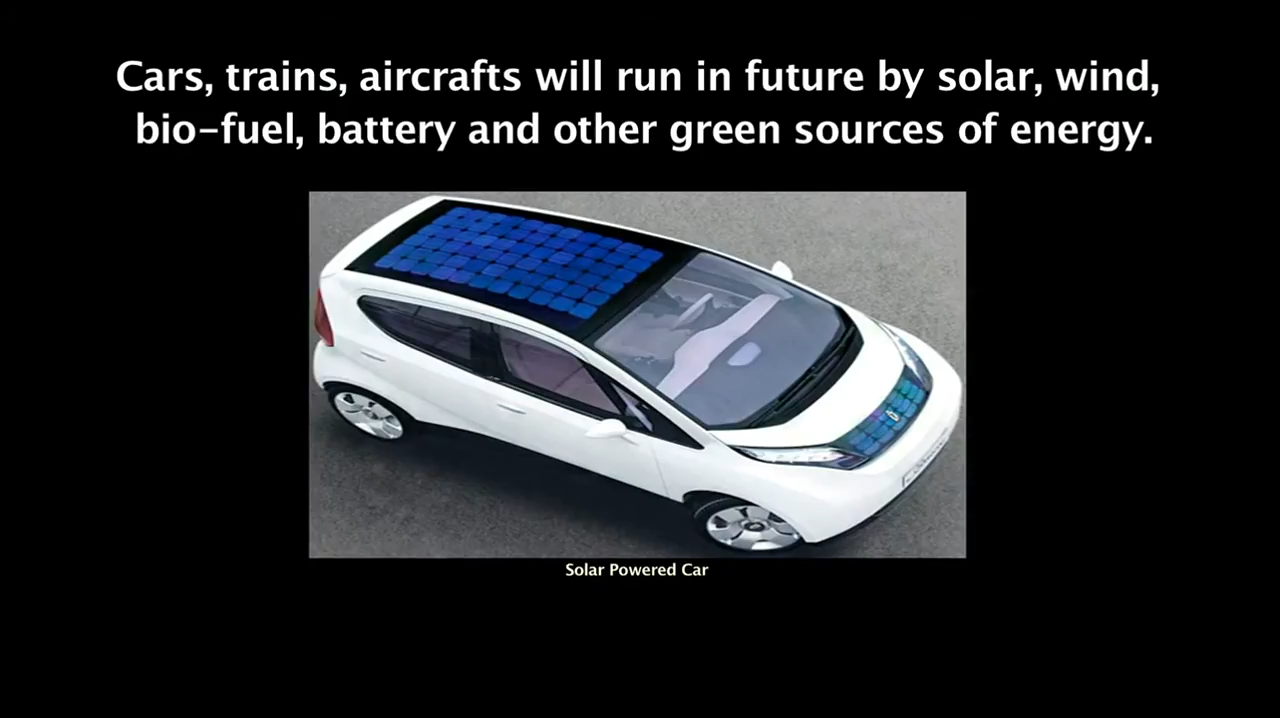 Cars, trains, aircrafts will run in future by solar, wind,
bio-fuel, battery and other green sources of energy.
Solar Powered Car